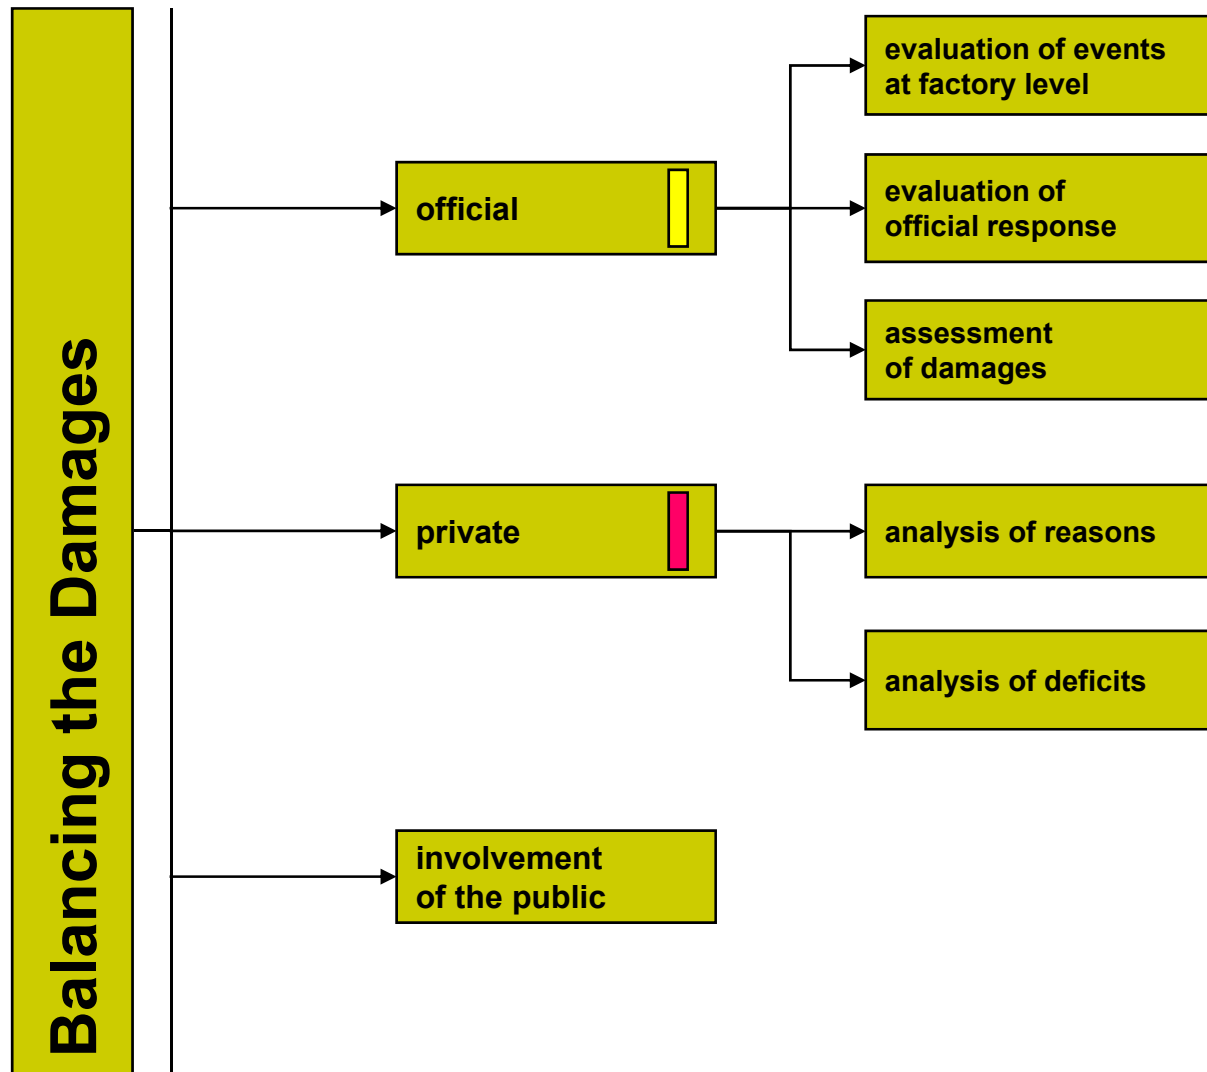 Balancing the Damages
official
evaluation of events
at factory level
evaluation of
official response
assessment
of damages
private
analysis of reasons
analysis of deficits
involvement
of the public